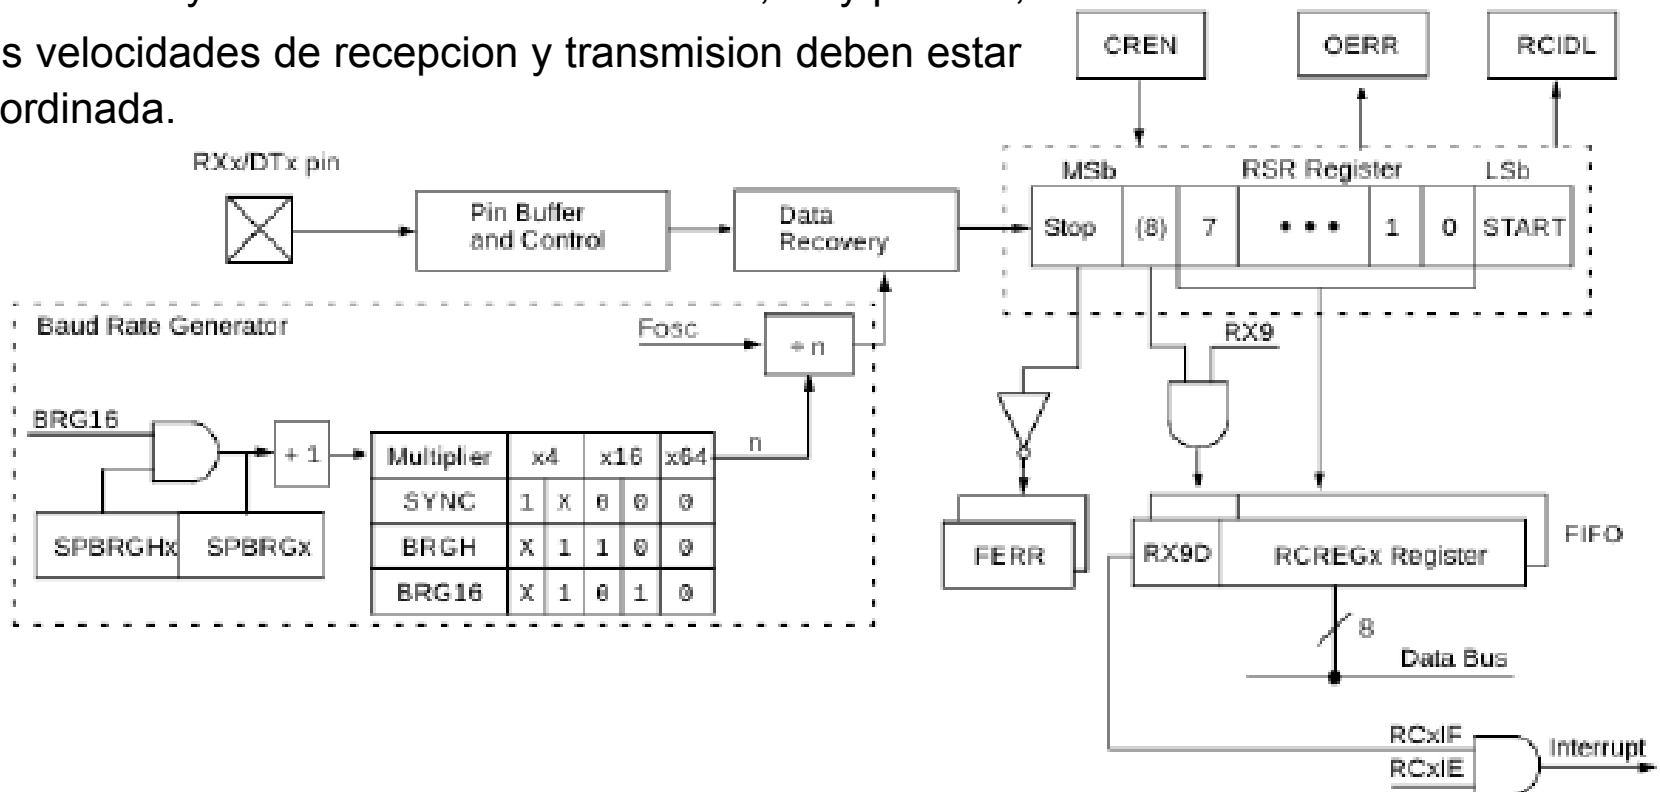 s velocidades de recepcion y transmision deben estar
ordinada.
CREN
OERR
RCIDL
RXx/DTx pin
MSb RSR Register LSb
Pin Buffer
and Control
Data
Recovery
Stop (8) 7 • • • 1 0 START
Baud Rate Generator
Fosc
÷ n
RX9
BRG16
+ 1
n
Multiplier x4 x16 x64
SYNC 1 X 0 0 0
BRGH X 1 1 0 0
BRG16 X 1 0 1 0
SPBRGHx SPBRGx
FERR
RX9D RCREGx Register
FIFO
8
Data Bus
RCxIF
RCxIE
Interrupt